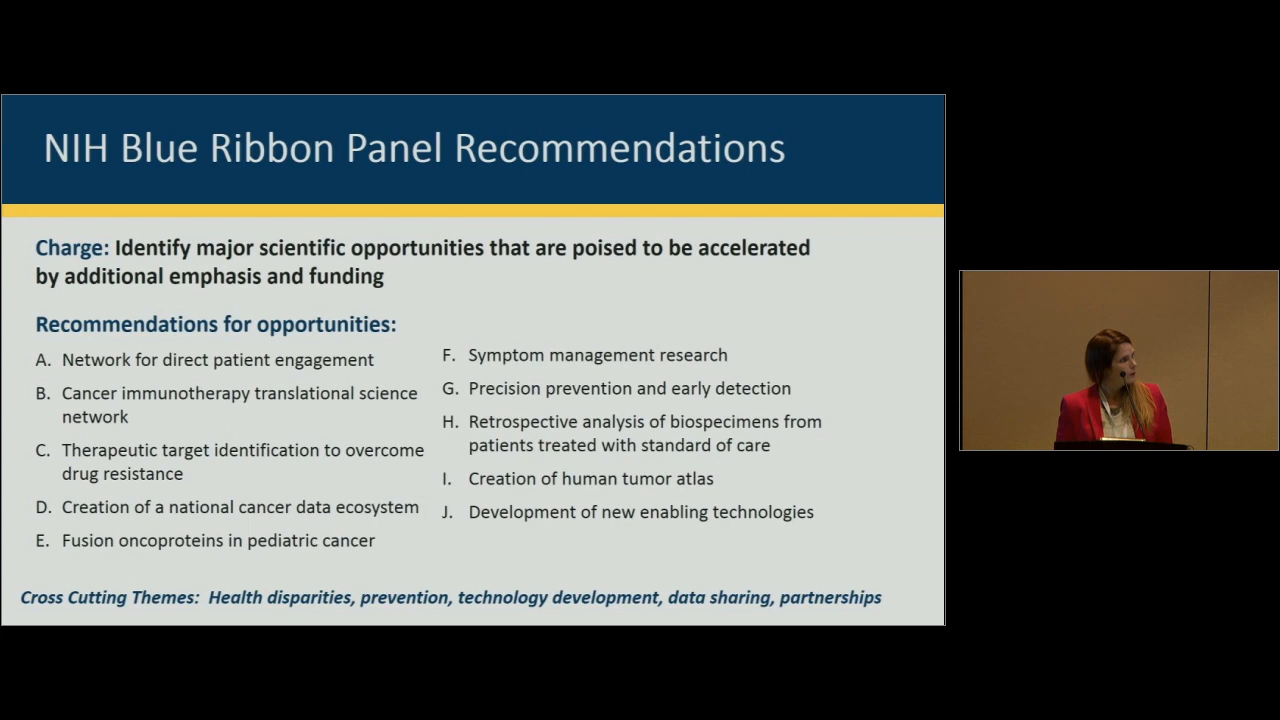 NIH Blue Ribbon Panel Recommendations
Charge: Identify major scientific opportunities that are poised to be accelerated
by additional emphasis and funding
Recommendations for opportunities:
A. Network for direct patient engagement
B. Cancer immunotherapy translational science
network
C. Therapeutic target identification to overcome
drug resistance
D. Creation of a national cancer data ecosystem
E. Fusion oncoproteins in pediatric cancer
F. Symptom management research
G. Precision prevention and early detection
H. Retrospective analysis of biospecimens from
patients treated with standard of care
I. Creation of human tumor atlas
J. Development of new enabling technologies
Cross Cutting Themes: Health disparities, prevention, technology development, data sharing, partnerships